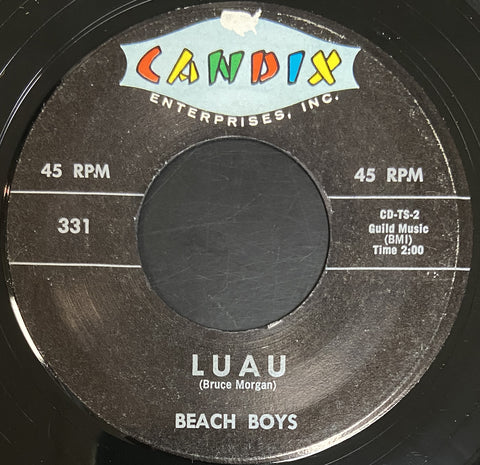 CANDIX
ENTERPRISES, INC.
45 RPM
45 RPM
331
CD-TS-2
Guild Music
(BMI)
Time 2:00
LUAU
(Bruce Morgan)
BEACH BOYS